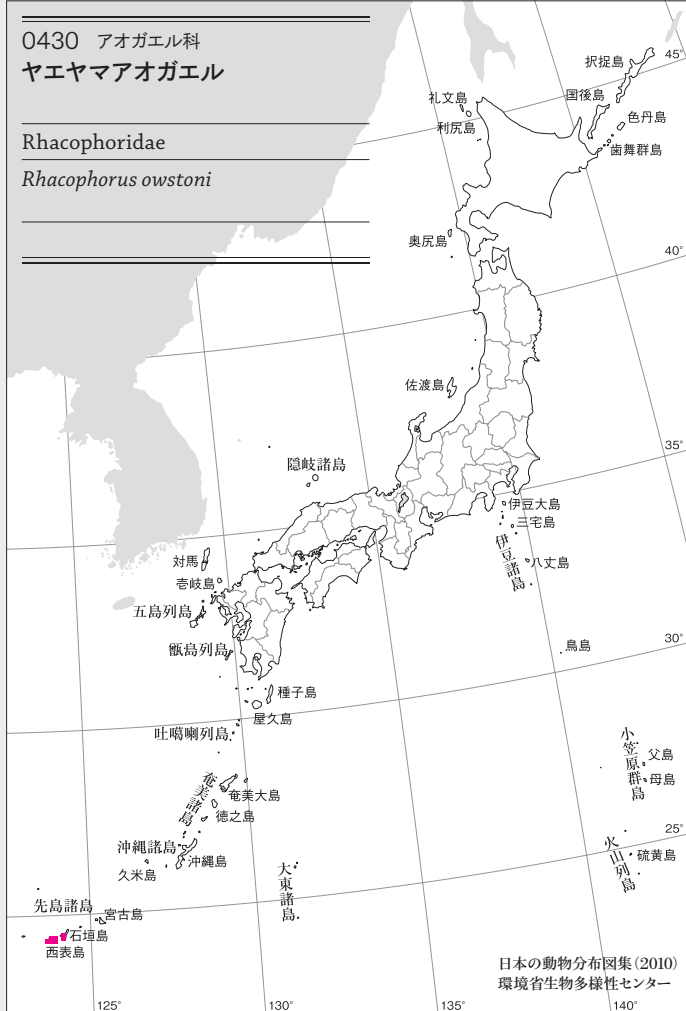 0430 アオガエル科
ヤエヤマアオガエル
Rhacophoridae
Rhacophorus owstoni
45°
択捉島
国後島
色丹島
歯舞群島
礼文島
利尻島
奥尻島
40°
佐渡島
35°
隠岐諸島
伊豆大島
三宅島
伊豆諸島
八丈島
対馬
壱岐島
五島列島
甑島列島
鳥島
30°
種子島
屋久島
吐噶喇列島
小笠原群島
父島
母島
奄美諸島
奄美大島
徳之島
25°
沖縄諸島
沖縄島
久米島
火山列島
硫黄島
大東諸島
先島諸島
宮古島
石垣島
西表島
日本の動物分布図集(2010)
環境省生物多様性センター
125°
130°
135°
140°